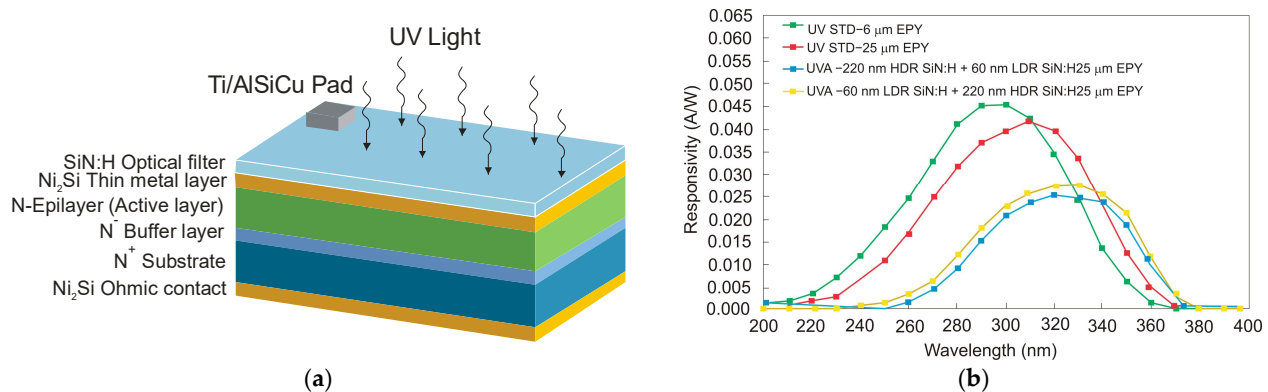 UV Light
Ti/AlSiCu Pad
SiN:H Optical filter
Ni₂Si Thin metal layer
N-Epilayer (Active layer)
N⁻ Buffer layer
N⁺ Substrate
Ni₂Si Ohmic contact
(a)
0.065
0.060
0.055
0.050
0.045
0.040
0.035
0.030
0.025
0.020
0.015
0.010
0.005
0.000
Responsivity (A/W)
UV STD−6 μm EPY
UV STD−25 μm EPY
UVA −220 nm HDR SiN:H + 60 nm LDR SiN:H25 μm EPY
UVA −60 nm LDR SiN:H + 220 nm HDR SiN:H25 μm EPY
200 220 240 260 280 300 320 340 360 380 400
Wavelength (nm)
(b)